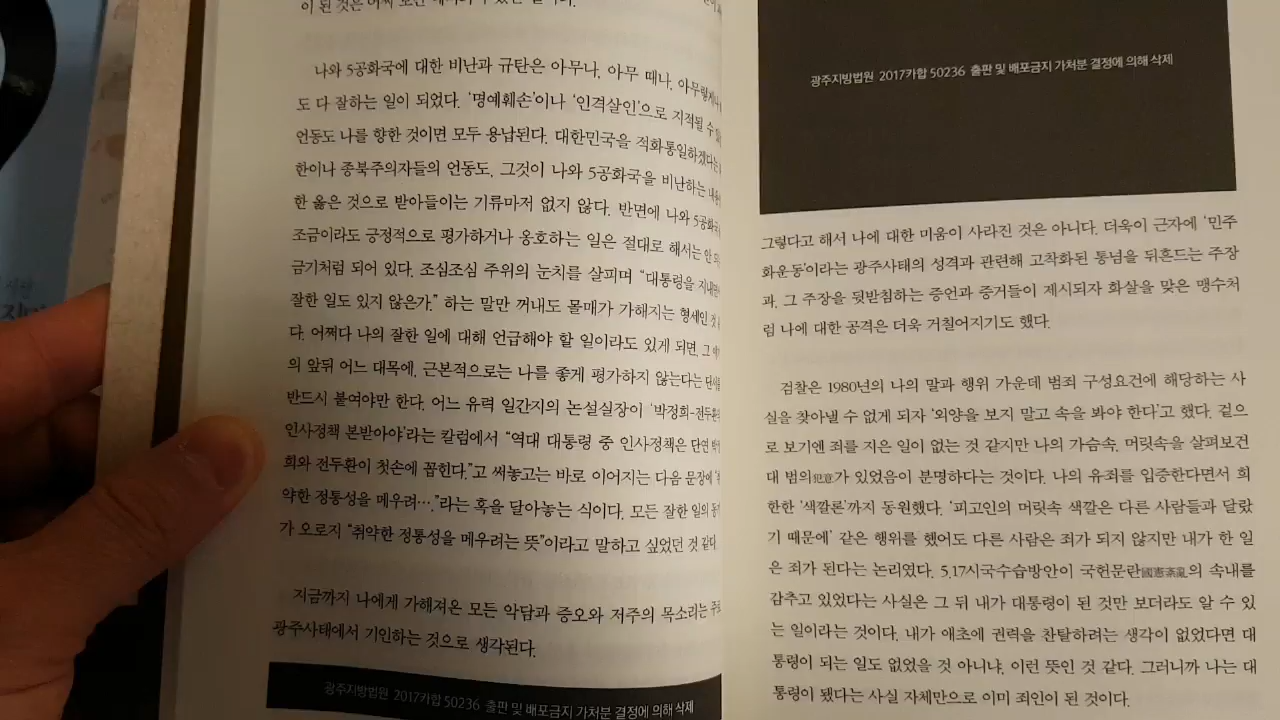 이 된 것은 어찌 보면
나와 5공화국에 대한 비난과 규탄은 아무나, 아무 때나, 아무렇게나
도 다 잘하는 일이 되었다. ‘명예훼손’이나 ‘인격살인’으로 지적될 수
언동도 나를 향한 것이면 모두 용납된다. 대한민국을 적화통일하겠다는
한이나 종북주의자들의 언동도, 그것이 나와 5공화국을 비난하는
한 옳은 것으로 받아들이는 기류마저 없지 않다. 반면에 나와 5공화국
조금이라도 긍정적으로 평가하거나 옹호하는 일은 절대로 해서는 안
금기처럼 되어 있다. 조심조심 주위의 눈치를 살피며 “대통령을
잘한 일도 있지 않은가.” 하는 말만 꺼내도 몰매가 가해지는 형세인 것
다. 어쩌다 나의 잘한 일에 대해 언급해야 할 일이라도 있게 되면, 그
의 앞뒤 어느 대목에, 근본적으로는 나를 좋게 평가하지 않는다는
반드시 붙여야만 한다. 어느 유력 일간지의 논설실장이 ‘박정희-전두환
인사정책 본받아야’라는 칼럼에서 “역대 대통령 중 인사정책은 단연
희와 전두환이 첫손에 꼽힌다.”고 써놓고는 바로 이어지는 다음 문장에
약한 정통성을 메우려….”라는 혹을 달아놓는 식이다. 모든 잘한 일의
가 오로지 “취약한 정통성을 메우려는 뜻”이라고 말하고 싶었던 것 같다.
지금까지 나에게 가해져온 모든 악담과 증오와 저주의 목소리는
광주사태에서 기인하는 것으로 생각된다.
광주지방법원 2017카합 50236 출판 및 배포금지 가처분 결정에 의해 삭제
광주지방법원 2017카합 50236 출판 및 배포금지 가처분 결정에 의해 삭제
그렇다고 해서 나에 대한 미움이 사라진 것은 아니다. 더욱이 근자에 ‘민주
화운동’이라는 광주사태의 성격과 관련해 고착화된 통념을 뒤흔드는 주장
과, 그 주장을 뒷받침하는 증언과 증거들이 제시되자 화살을 맞은 맹수처
럼 나에 대한 공격은 더욱 거칠어지기도 했다.
검찰은 1980년의 나의 말과 행위 가운데 범죄 구성요건에 해당하는 사
실을 찾아낼 수 없게 되자 ‘외양을 보지 말고 속을 봐야 한다’고 했다. 겉으
로 보기엔 죄를 지은 일이 없는 것 같지만 나의 가슴속, 머릿속을 살펴보건
대 범의犯意가 있었음이 분명하다는 것이다. 나의 유죄를 입증한다면서 희
한한 ‘색깔론’까지 동원했다. ‘피고인의 머릿속 색깔은 다른 사람들과 달랐
기 때문에’ 같은 행위를 했어도 다른 사람은 죄가 되지 않지만 내가 한 일
은 죄가 된다는 논리였다. 5.17시국수습방안이 국헌문란國憲紊亂의 속내를
감추고 있었다는 사실은 그 뒤 내가 대통령이 된 것만 보더라도 알 수 있
는 일이라는 것이다. 내가 애초에 권력을 찬탈하려는 생각이 없었다면 대
통령이 되는 일도 없었을 것 아니냐, 이런 뜻인 것 같다. 그러니까 나는 대
통령이 됐다는 사실 자체만으로 이미 죄인이 된 것이다.